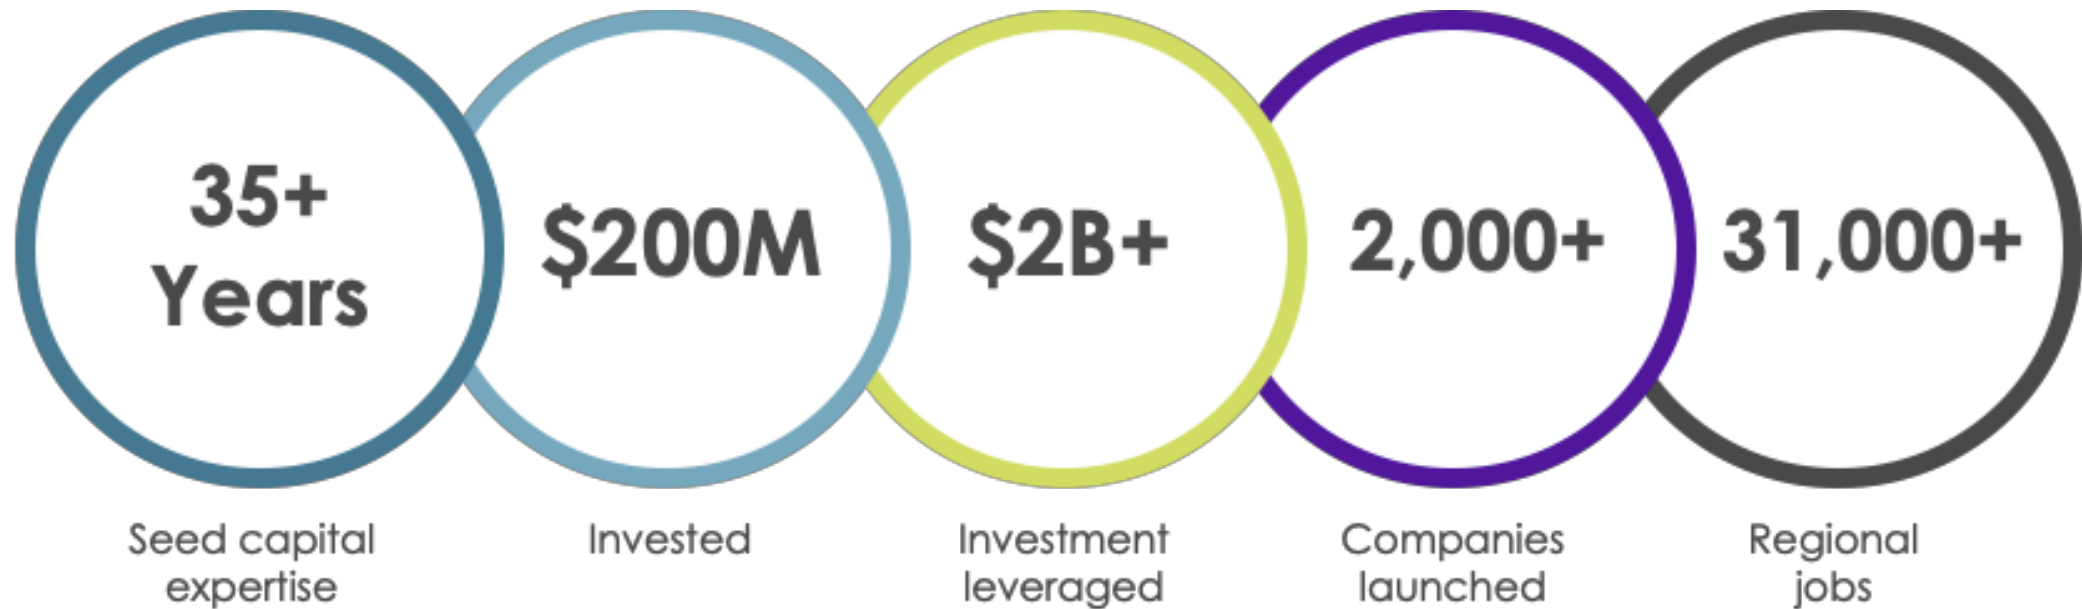 35+
Years
$200M
$2B+
2,000+
31,000+
Seed capital
expertise
Invested
Investment
leveraged
Companies
launched
Regional
jobs